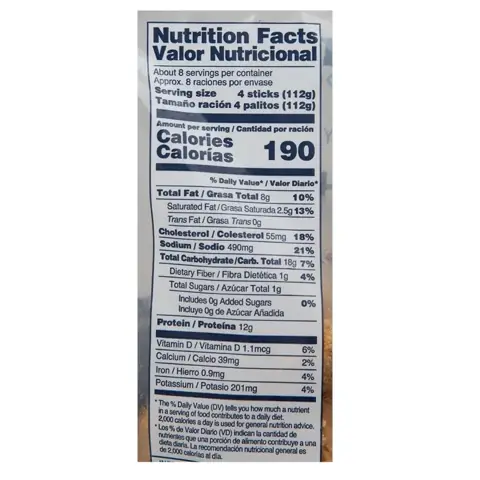 Nutrition Facts
Valor Nutricional
About 8 servings per container
Approx. 8 raciones por envase
Serving size 4 sticks (112g)
Tamaño ración 4 palitos (112g)
Amount per serving / Cantidad por ración
Calories
Calorías 190
% Daily Value* / Valor Diario*
Total Fat / Grasa Total 8g 10%
Saturated Fat / Grasa Saturada 2.5g 13%
Trans Fat / Grasa Trans 0g
Cholesterol / Colesterol 55mg 18%
Sodium / Sodio 490mg 21%
Total Carbohydrate/Carb. Total 18g 7%
Dietary Fiber / Fibra Dietética 1g 4%
Total Sugars / Azúcar Total 1g
Includes 0g Added Sugars 0%
Incluye 0g de Azúcar Añadida
Protein / Proteína 12g
Vitamin D / Vitamina D 1.1mcg 6%
Calcium / Calcio 39mg 2%
Iron / Hierro 0.9mg 4%
Potassium / Potasio 201mg 4%
* The % Daily Value (DV) tells you how much a nutrient
in a serving of food contributes to a daily diet.
2,000 calories a day is used for general nutrition advice.
* Los % de Valor Diario (VD) indican la cantidad de
nutrientes que una porción de alimento contribuye a una
dieta diaria. La recomendación nutricional general es
de 2,000 calorías al día.